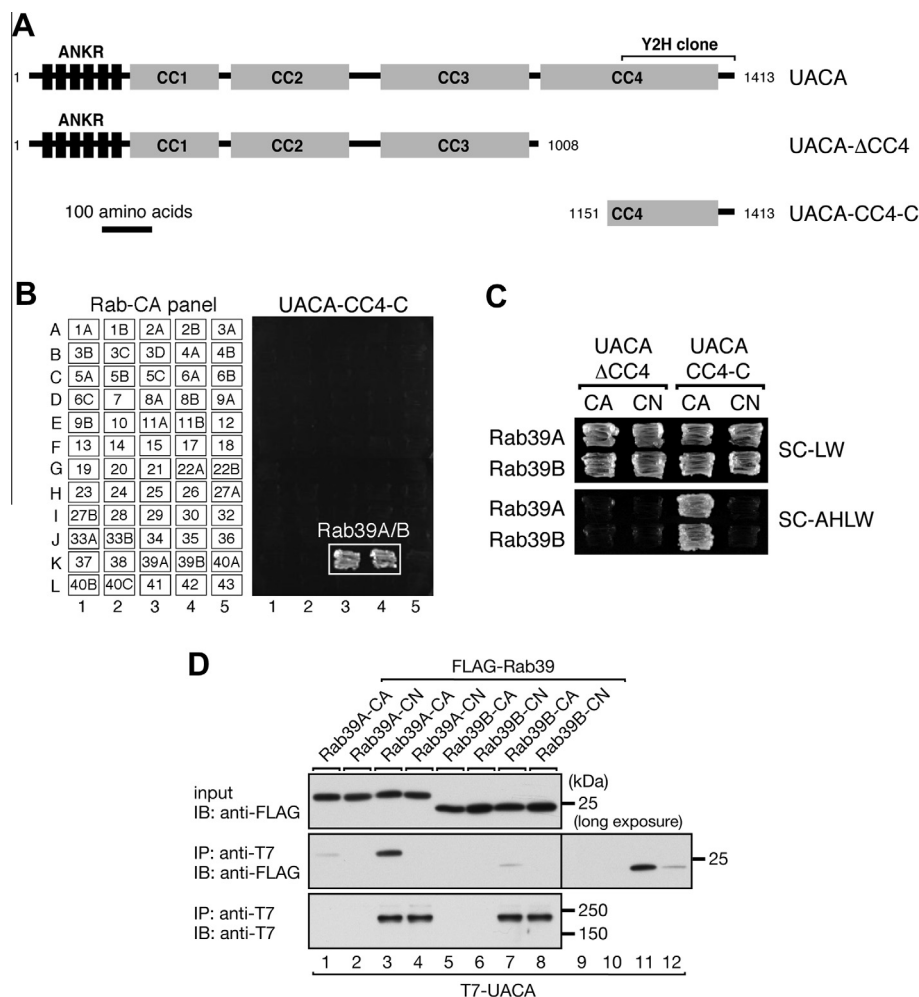 A
ANKR
Y2H clone
1 CC1 CC2 CC3 CC4 1413 UACA
ANKR
1 CC1 CC2 CC3 1008 UACA-ΔCC4
100 amino acids
1151 CC4 1413 UACA-CC4-C
B
Rab-CA panel UACA-CC4-C
A 1A 1B 2A 2B 3A
B 3B 3C 3D 4A 4B
C 5A 5B 5C 6A 6B
D 6C 7 8A 8B 9A
E 9B 10 11A 11B 12
F 13 14 15 17 18
G 19 20 21 22A 22B
H 23 24 25 26 27A
I 27B 28 29 30 32
J 33A 33B 34 35 36
K 37 38 39A 39B 40A
L 40B 40C 41 42 43
1 2 3 4 5
Rab39A/B
1 2 3 4 5
C
UACA UACA
ΔCC4 CC4-C
CA CN CA CN
Rab39A
Rab39B
SC-LW
Rab39A
Rab39B
SC-AHLW
D
FLAG-Rab39
Rab39A-CA
Rab39A-CN
Rab39A-CA
Rab39A-CN
Rab39B-CA
Rab39B-CN
Rab39B-CA
Rab39B-CN
input
IB: anti-FLAG
(kDa)
25
(long exposure)
IP: anti-T7
IB: anti-FLAG
25
IP: anti-T7
IB: anti-T7
250
150
1 2 3 4 5 6 7 8 9 10 11 12
T7-UACA